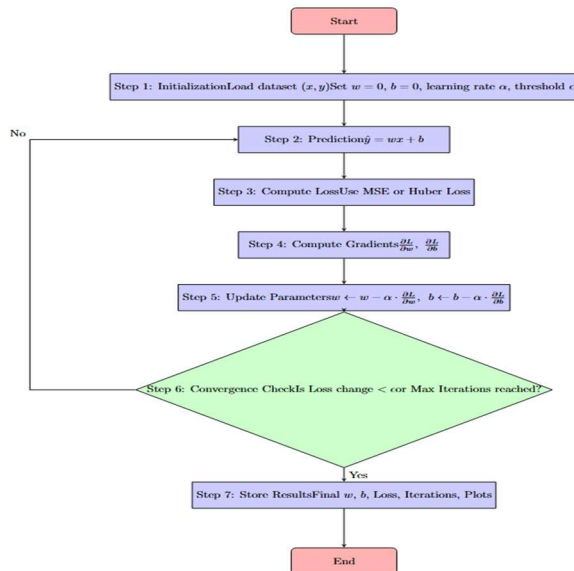 Start
Step 1: InitializationLoad dataset (x, y)Set w = 0, b = 0, learning rate α, threshold
No
Step 2: Predictionŷ = wx + b
Step 3: Compute LossUse MSE or Huber Loss
Step 4: Compute Gradients∂L/∂w, ∂L/∂b
Step 5: Update Parametersw ← w − α · ∂L/∂w, b ← b − α · ∂L/∂b
Step 6: Convergence CheckIs Loss change < ϵor Max Iterations reached?
Yes
Step 7: Store ResultsFinal w, b, Loss, Iterations, Plots
End